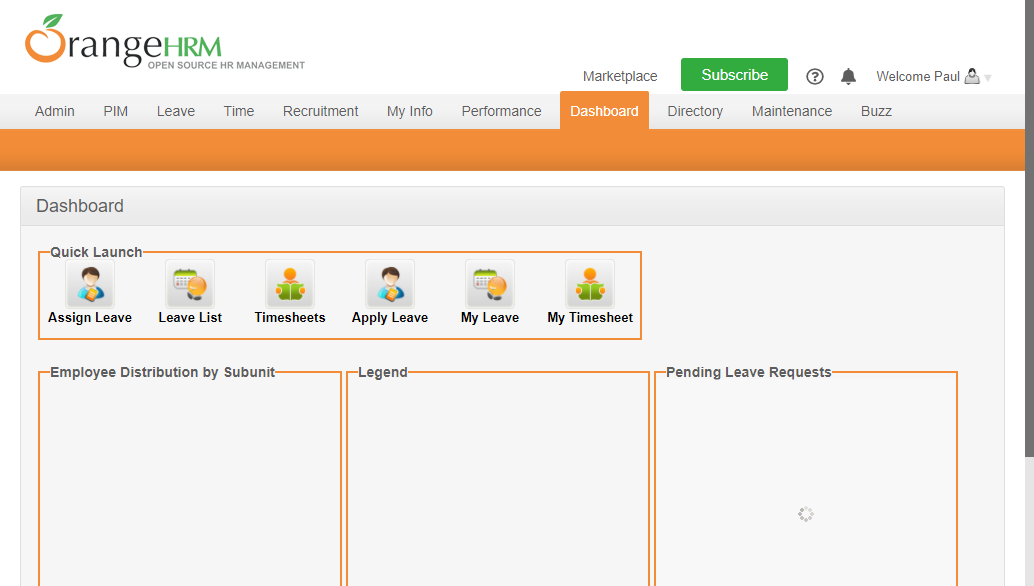 OrangeHRM
OPEN SOURCE HR MANAGEMENT
Marketplace Subscribe ? Welcome Paul
Admin PIM Leave Time Recruitment My Info Performance Dashboard Directory Maintenance Buzz
Dashboard
Quick Launch
Assign Leave Leave List Timesheets Apply Leave My Leave My Timesheet
Employee Distribution by Subunit Legend Pending Leave Requests